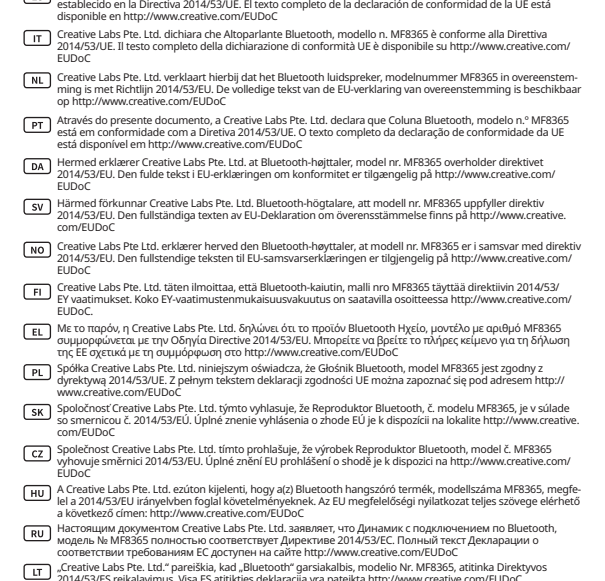 establecido en la Directiva 2014/53/UE. El texto completo de la declaración de conformidad de la UE está
disponible en http://www.creative.com/EUDoC
IT Creative Labs Pte. Ltd. dichiara che Altoparlante Bluetooth, modello n. MF8365 è conforme alla Direttiva
2014/53/UE. Il testo completo della dichiarazione di conformità UE è disponibile su http://www.creative.com/
EUDoC
NL Creative Labs Pte. Ltd. verklaart hierbij dat het Bluetooth luidspreker, modelnummer MF8365 in overeenstem-
ming is met Richtlijn 2014/53/EU. De volledige tekst van de EU-verklaring van overeenstemming is beschikbaar
op http://www.creative.com/EUDoC
PT Através do presente documento, a Creative Labs Pte. Ltd. declara que Coluna Bluetooth, modelo n.º MF8365
está em conformidade com a Diretiva 2014/53/UE. O texto completo da declaração de conformidade da UE
está disponível em http://www.creative.com/EUDoC
DA Hermed erklærer Creative Labs Pte. Ltd. at Bluetooth-højttaler, model nr. MF8365 overholder direktivet
2014/53/EU. Den fulde tekst i EU-erklæringen om konformitet er tilgængelig på http://www.creative.com/
EUDoC
SV Härmed förkunnar Creative Labs Pte. Ltd. Bluetooth-högtalare, att modell nr. MF8365 uppfyller direktiv
2014/53/EU. Den fullständiga texten av EU-Deklaration om överensstämmelse finns på http://www.creative.
com/EUDoC
NO Creative Labs Pte Ltd. erklærer herved den Bluetooth-høyttaler, at modell nr. MF8365 er i samsvar med direktiv
2014/53/EU. Den fullstendige teksten til EU-samsvarserklæringen er tilgjengelig på http://www.creative.com/
EUDoC
FI Creative Labs Pte. Ltd. täten ilmoittaa, että Bluetooth-kaiutin, malli nro MF8365 täyttää direktiivin 2014/53/
EY vaatimukset. Koko EY-vaatimustenmukaisuusvakuutus on saatavilla osoitteessa http://www.creative.com/
EUDoC.
EL Με το παρόν, η Creative Labs Pte. Ltd. δηλώνει ότι το προϊόν Bluetooth Ηχείο, μοντέλο με αριθμό MF8365
συμμορφώνεται με την Οδηγία Directive 2014/53/EU. Μπορείτε να βρείτε το πλήρες κείμενο για τη δήλωση
της ΕΕ σχετικά με τη συμμόρφωση στο http://www.creative.com/EUDoC
PL Spółka Creative Labs Pte. Ltd. niniejszym oświadcza, że Głośnik Bluetooth, model MF8365 jest zgodny z
dyrektywą 2014/53/UE. Z pełnym tekstem deklaracji zgodności UE można zapoznać się pod adresem http://
www.creative.com/EUDoC
SK Spoločnosť Creative Labs Pte. Ltd. týmto vyhlasuje, že Reproduktor Bluetooth, č. modelu MF8365, je v súlade
so smernicou č. 2014/53/EÚ. Úplné znenie vyhlásenia o zhode EÚ je k dispozícii na lokalite http://www.creative.
com/EUDoC
CZ Společnost Creative Labs Pte. Ltd. tímto prohlašuje, že výrobek Reproduktor Bluetooth, model č. MF8365
vyhovuje směrnici 2014/53/EU. Úplné znění EU prohlášení o shodě je k dispozici na http://www.creative.com/
EUDoC
HU A Creative Labs Pte. Ltd. ezúton kijelenti, hogy a(z) Bluetooth hangszóró termék, modellszáma MF8365, megfe-
lel a 2014/53/EU irányelvben foglal követelményeknek. Az EU megfelelőségi nyilatkozat teljes szövege elérhető
a következő címen: http://www.creative.com/EUDoC
RU Настоящим документом Creative Labs Pte. Ltd. заявляет, что Динамик с подключением по Bluetooth,
модель № MF8365 полностью соответствует Директиве 2014/53/ЕС. Полный текст Декларации о
соответствии требованиям ЕС доступен на сайте http://www.creative.com/EUDoC
LT „Creative Labs Pte. Ltd.“ pareiškia, kad „Bluetooth“ garsiakalbis, modelio Nr. MF8365, atitinka Direktyvos
2014/53/ES reikalavimus. Visa ES atitikties deklaracija yra pateikta http://www.creative.com/EUDoC